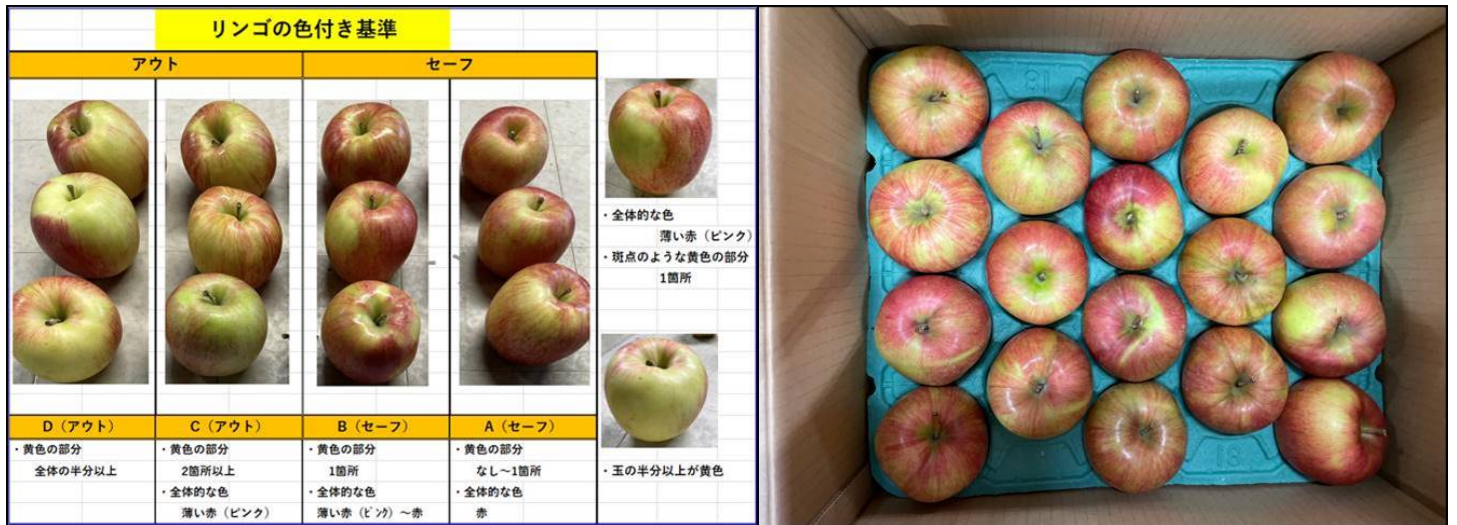 リンゴの色付き基準
アウト
セーフ
D（アウト）
・黄色の部分
全体の半分以上
C（アウト）
・黄色の部分
2箇所以上
・全体的な色
薄い赤（ピンク）
B（セーフ）
・黄色の部分
1箇所
・全体的な色
薄い赤（ピンク）～赤
A（セーフ）
・黄色の部分
なし～1箇所
・全体的な色
赤
・全体的な色
薄い赤（ピンク）
・斑点のような黄色の部分
1箇所
・玉の半分以上が黄色
18
18